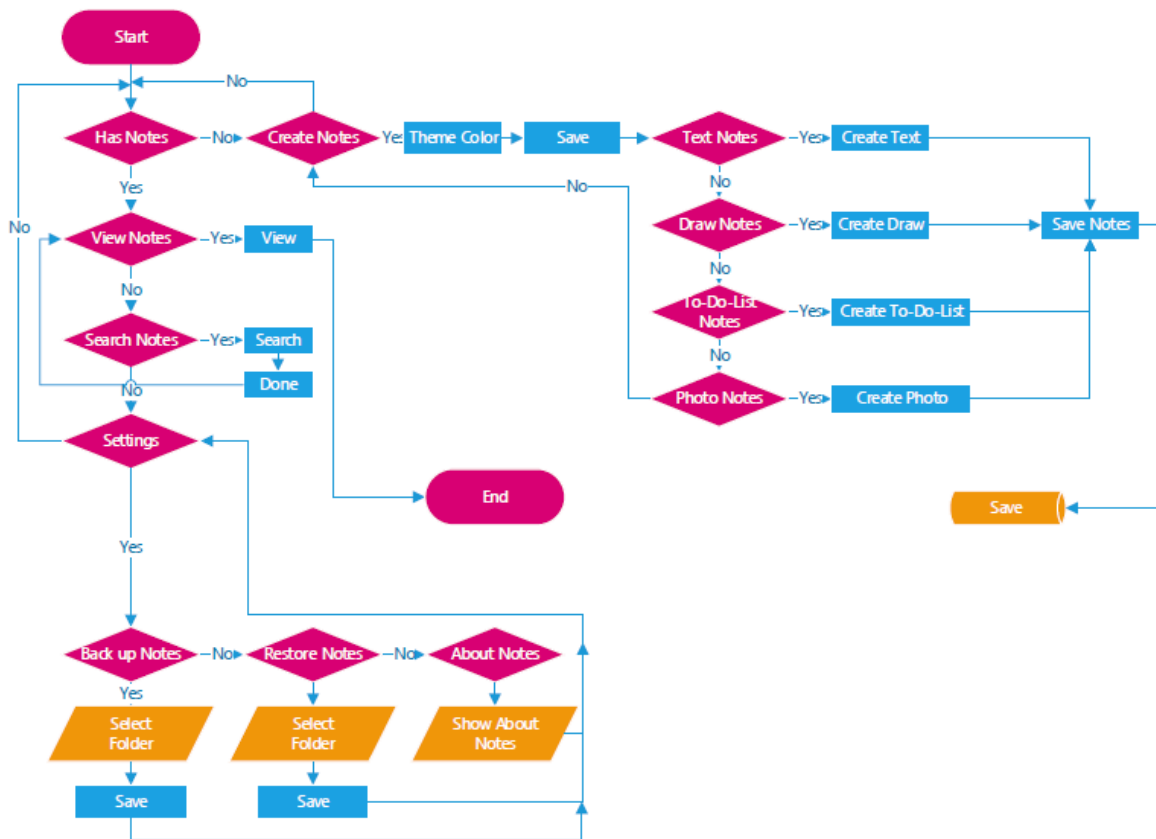 Start
No
Has Notes
No
Create Notes
Yes
Theme Color
Save
Text Notes
Yes
Create Text
Yes
No
No
No
View Notes
Yes
View
Draw Notes
Yes
Create Draw
Save Notes
No
No
To-Do-List
Notes
Yes
Create To-Do-List
Search Notes
Yes
Search
No
Done
No
Photo Notes
Yes
Create Photo
Settings
End
Save
Yes
Back up Notes
No
Restore Notes
No
About Notes
Yes
Select
Folder
Select
Folder
Show About
Notes
Save
Save